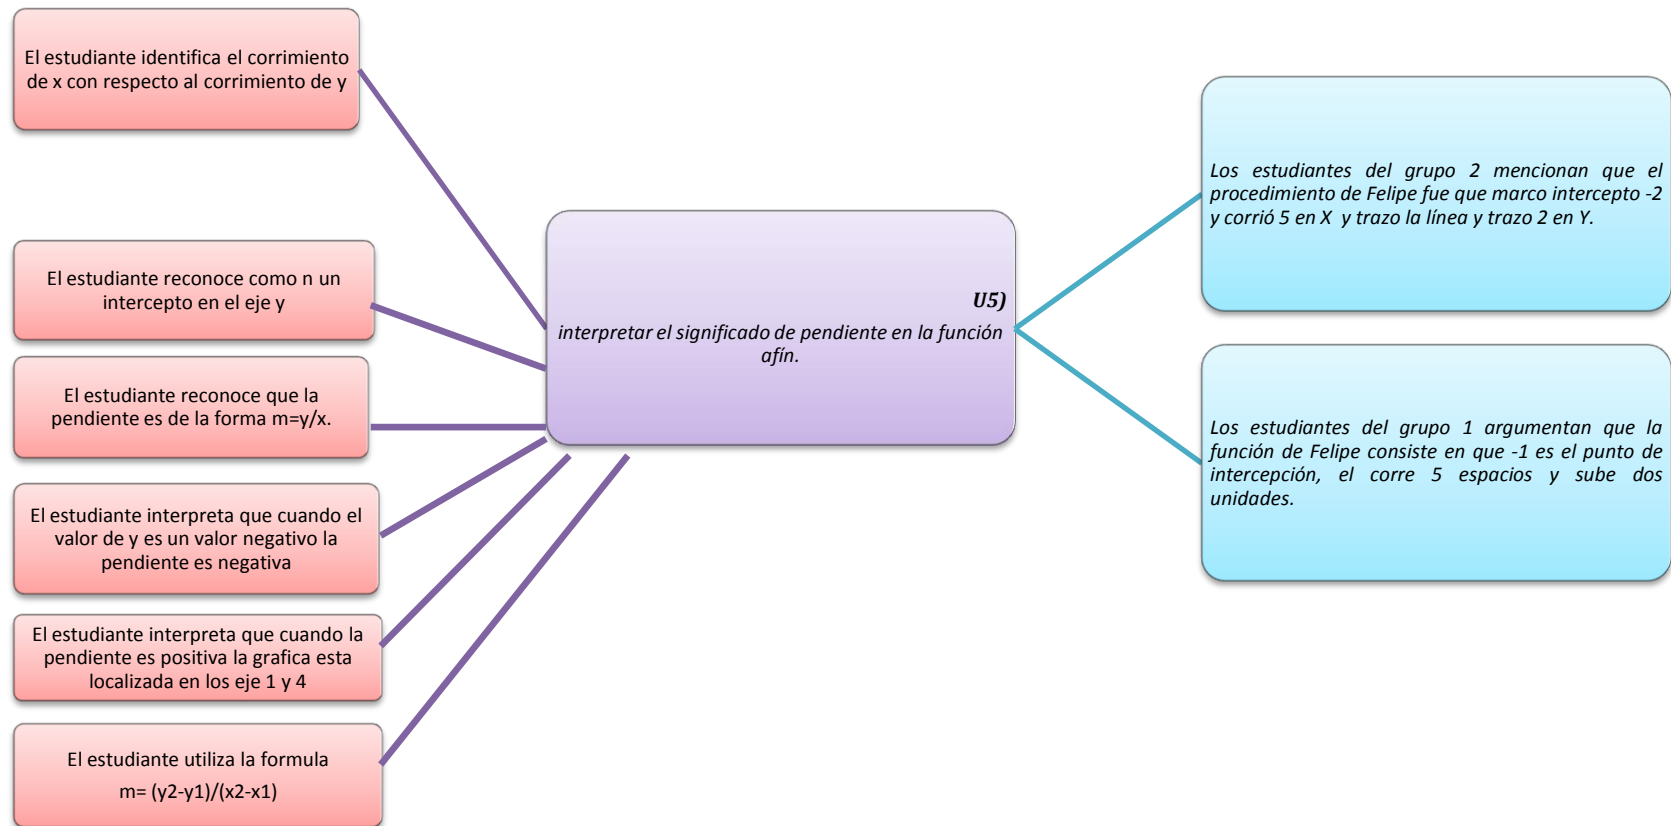 El estudiante identifica el corrimiento
de x con respecto al corrimiento de y
El estudiante reconoce como n un
intercepto en el eje y
El estudiante reconoce que la
pendiente es de la forma m=y/x.
El estudiante interpreta que cuando el
valor de y es un valor negativo la
pendiente es negativa
El estudiante interpreta que cuando la
pendiente es positiva la grafica esta
localizada en los eje 1 y 4
El estudiante utiliza la formula
m= (y2-y1)/(x2-x1)
U5)
interpretar el significado de pendiente en la función
afín.
Los estudiantes del grupo 2 mencionan que el
procedimiento de Felipe fue que marco intercepto -2
y corrió 5 en X y trazo la línea y trazo 2 en Y.
Los estudiantes del grupo 1 argumentan que la
función de Felipe consiste en que -1 es el punto de
intercepción, el corre 5 espacios y sube dos
unidades.